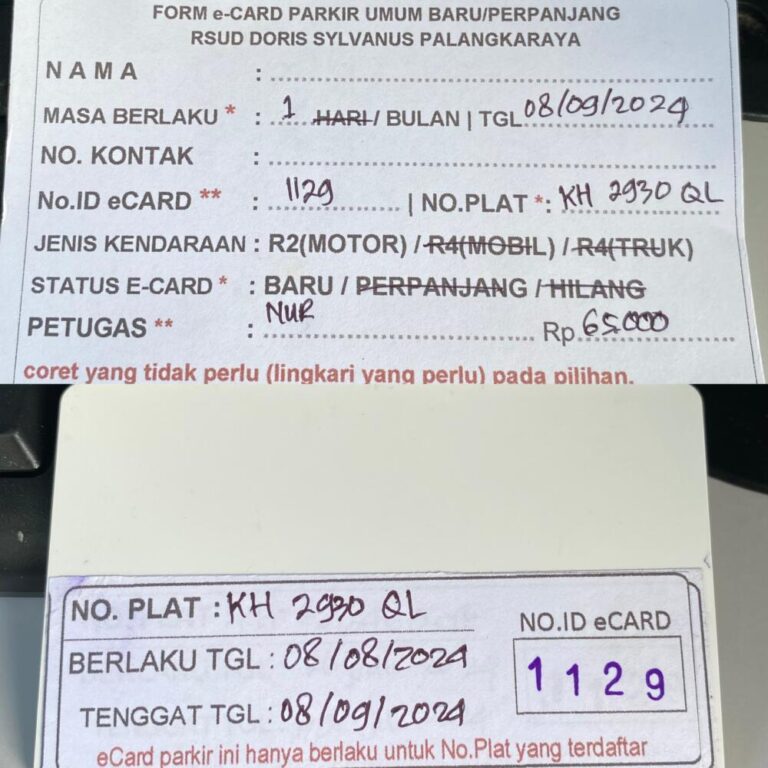 FORM e-CARD PARKIR UMUM BARU/PERPANJANG
RSUD DORIS SYLVANUS PALANGKARAYA
NAMA :
MASA BERLAKU * : 1 HARI / BULAN | TGL 08/09/2024
NO. KONTAK :
No.ID eCARD ** : 1129 | NO.PLAT *: KH 2930 QL
JENIS KENDARAAN : R2(MOTOR) / R4(MOBIL) / R4(TRUK)
STATUS E-CARD * : BARU / PERPANJANG / HILANG
PETUGAS ** : NUR Rp 65.000
coret yang tidak perlu (lingkari yang perlu) pada pilihan.
NO. PLAT : KH 2930 QL
NO.ID eCARD
BERLAKU TGL : 08/08/2024
1129
TENGGAT TGL : 08/09/2024
eCard parkir ini hanya berlaku untuk No.Plat yang terdaftar